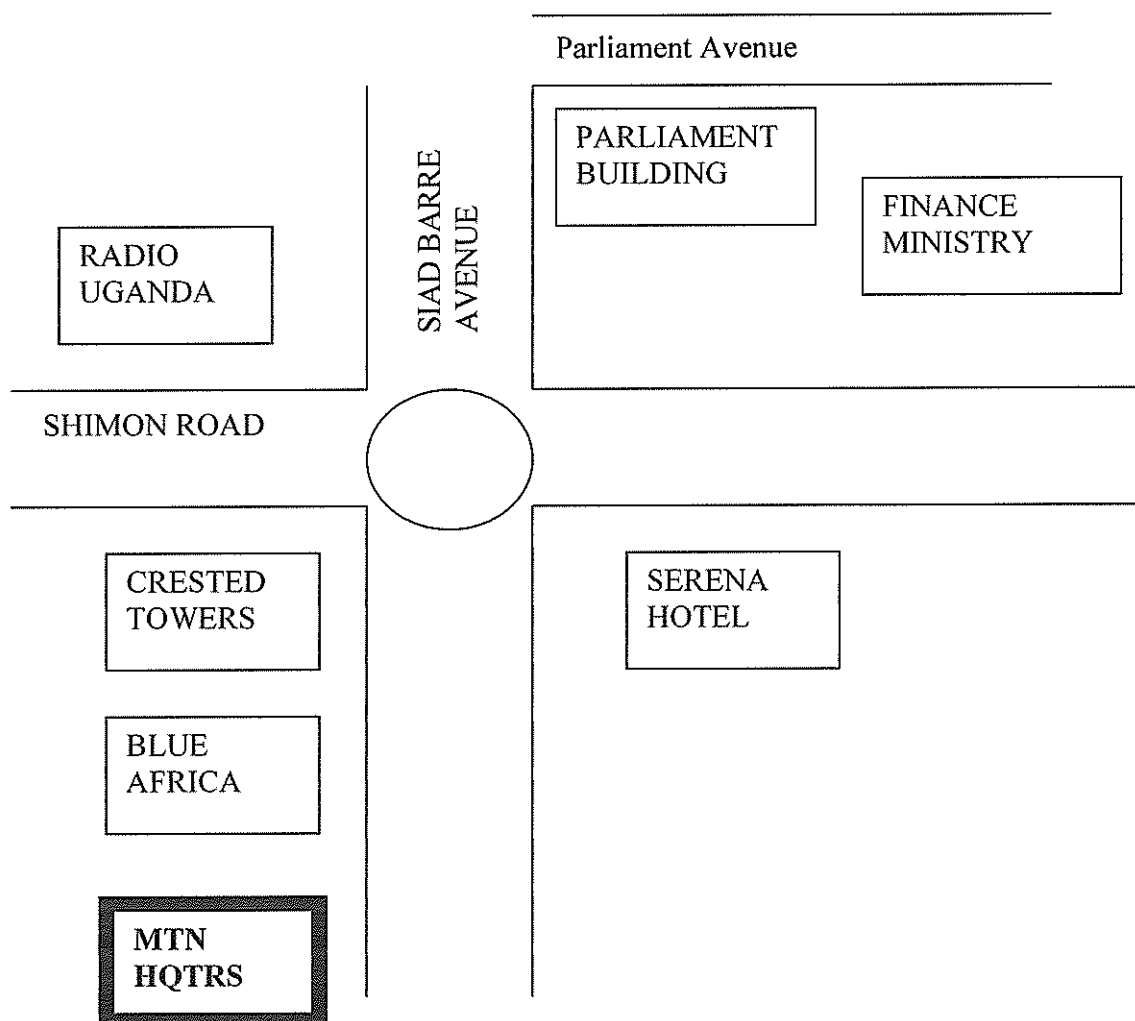 Parliament Avenue
PARLIAMENT
BUILDING
FINANCE
MINISTRY
SIAD BARRE
AVENUE
RADIO
UGANDA
SHIMON ROAD
CRESTED
TOWERS
SERENA
HOTEL
BLUE
AFRICA
MTN
HQTRS